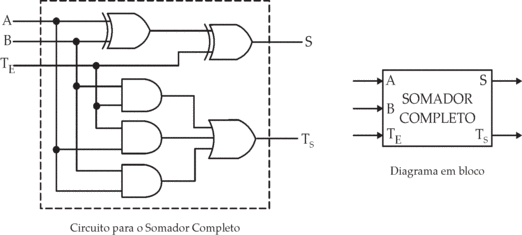 A
B
T_E
S
T_S
Circuito para o Somador Completo
A
B
T_E
SOMADOR
COMPLETO
S
T_S
Diagrama em bloco